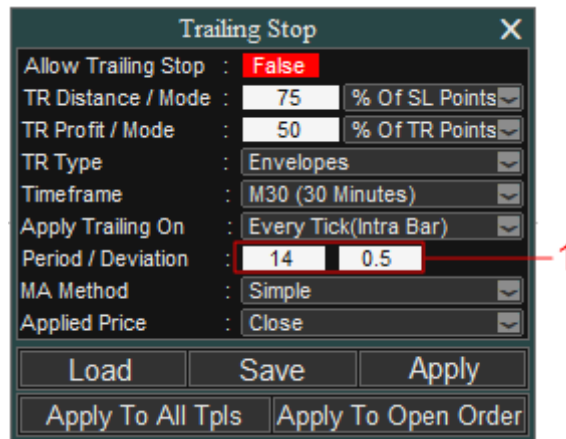 Trailing Stop X
Allow Trailing Stop : False
TR Distance / Mode : 75 % Of SL Points
TR Profit / Mode : 50 % Of TR Points
TR Type : Envelopes
Timeframe : M30 (30 Minutes)
Apply Trailing On : Every Tick(Intra Bar)
Period / Deviation : 14 0.5 1
MA Method : Simple
Applied Price : Close
Load Save Apply
Apply To All Tpls Apply To Open Order